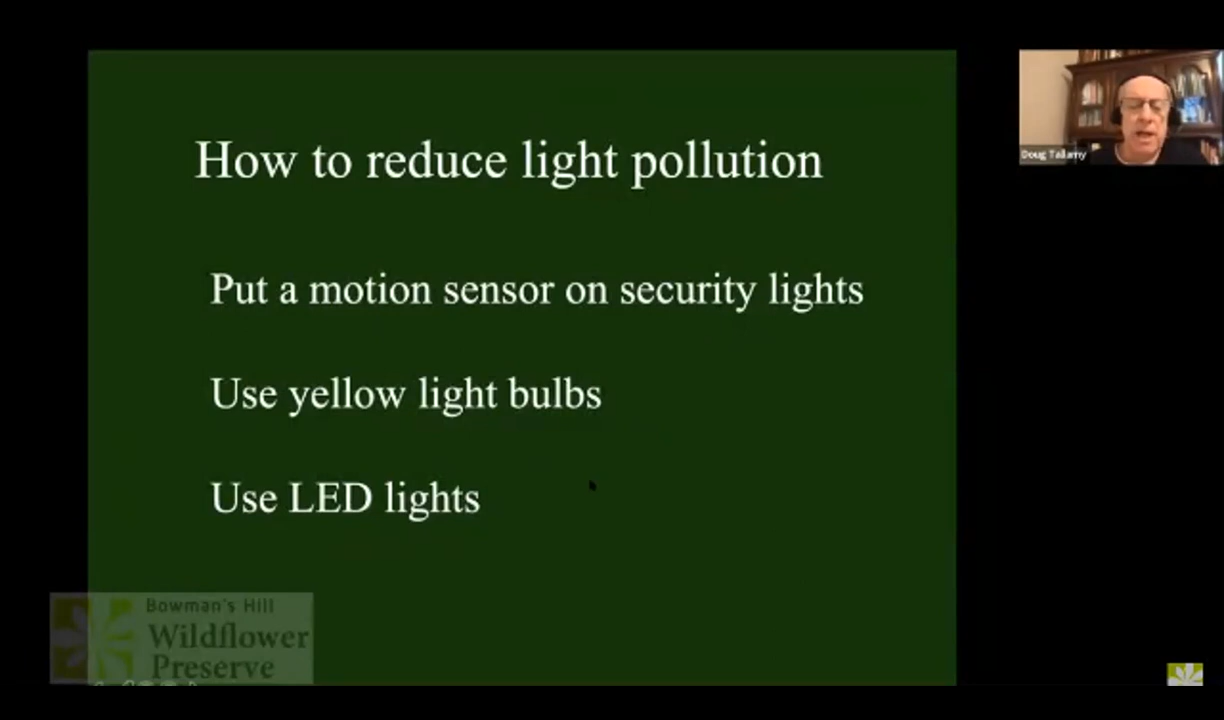 How to reduce light pollution
Doug Tallamy
Put a motion sensor on security lights
Use yellow light bulbs
Use LED lights
Bowman's Hill
Wildflower
Preserve